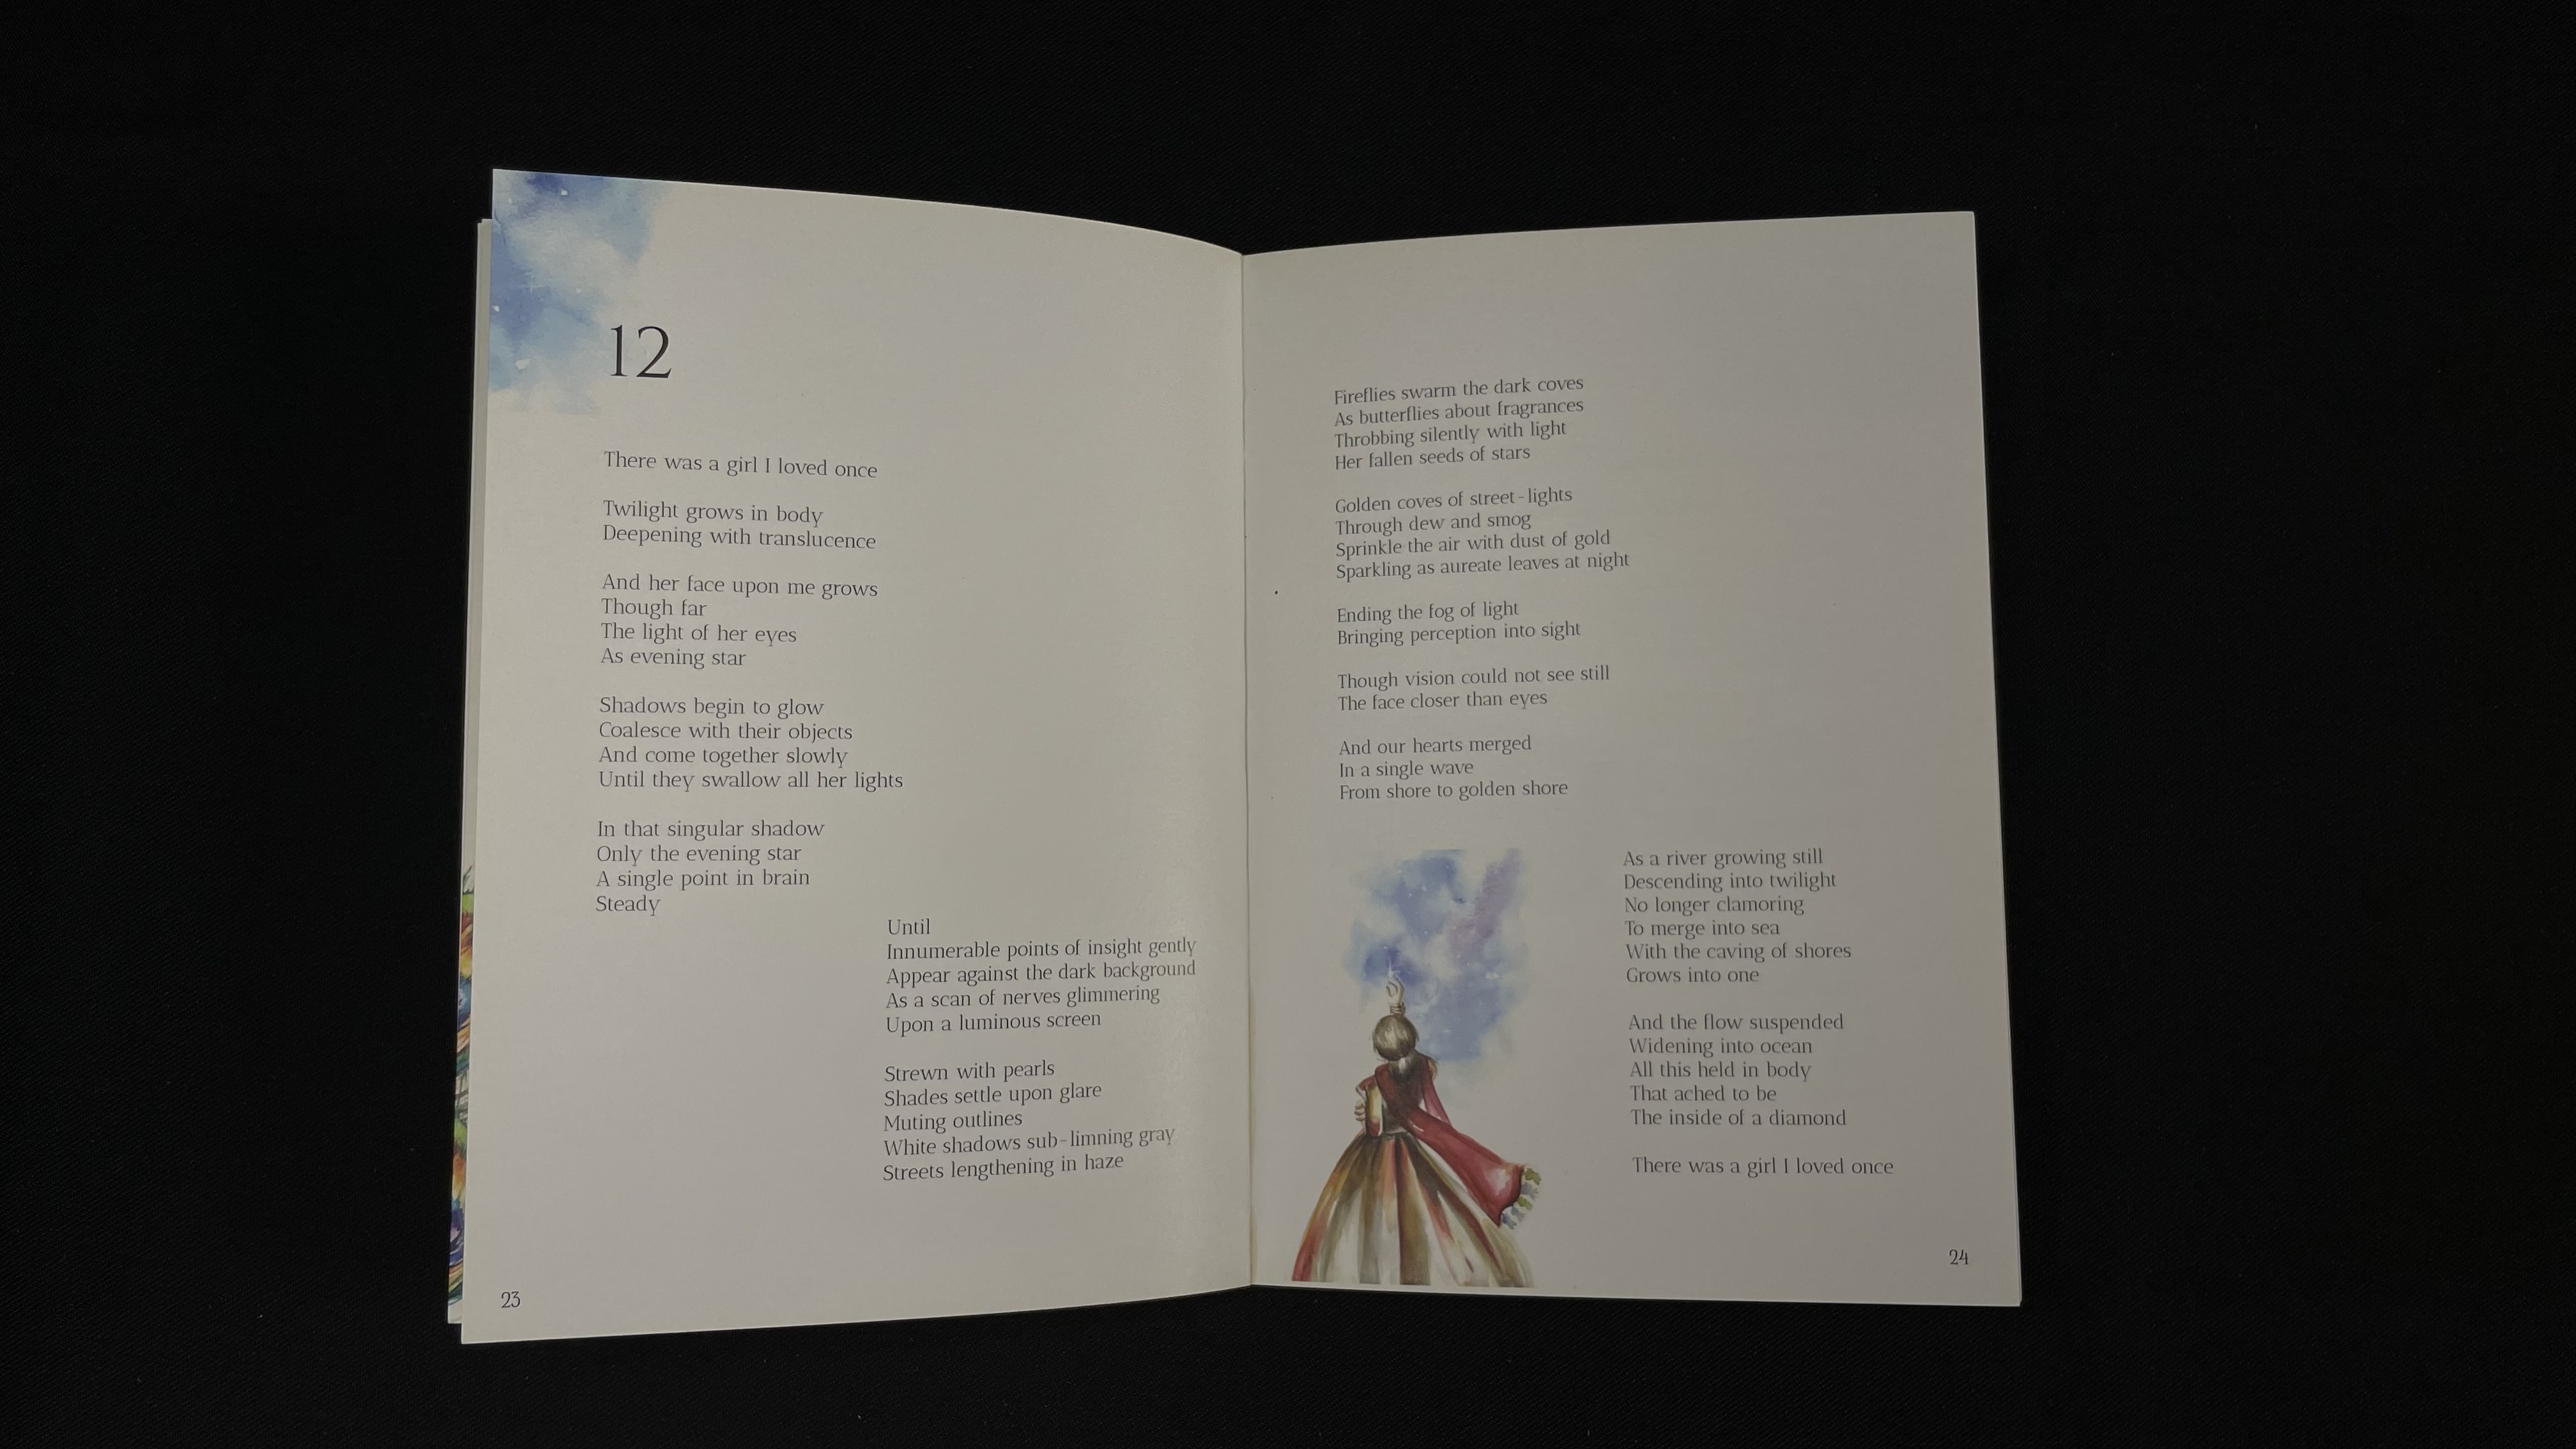 12
There was a girl I loved once
Twilight grows in body
Deepening with translucence
And her face upon me grows
Though far
The light of her eyes
As evening star
Shadows begin to glow
Coalesce with their objects
And come together slowly
Until they swallow all her lights
In that singular shadow
Only the evening star
A single point in brain
Steady
Until
Innumerable points of insight gently
Appear against the dark background
As a scan of nerves glimmering
Upon a luminous screen
Strewn with pearls
Shades settle upon glare
Muting outlines
White shadows sub-limning gray
Streets lengthening in haze
23
Fireflies swarm the dark coves
As butterflies about fragrances
Throbbing silently with light
Her fallen seeds of stars
Golden coves of street-lights
Through dew and smog
Sprinkle the air with dust of gold
Sparkling as aureate leaves at night
Ending the fog of light
Bringing perception into sight
Though vision could not see still
The face closer than eyes
And our hearts merged
In a single wave
From shore to golden shore
As a river growing still
Descending into twilight
No longer clamoring
To merge into sea
With the caving of shores
Grows into one
And the flow suspended
Widening into ocean
All this held in body
That ached to be
The inside of a diamond
There was a girl I loved once
24